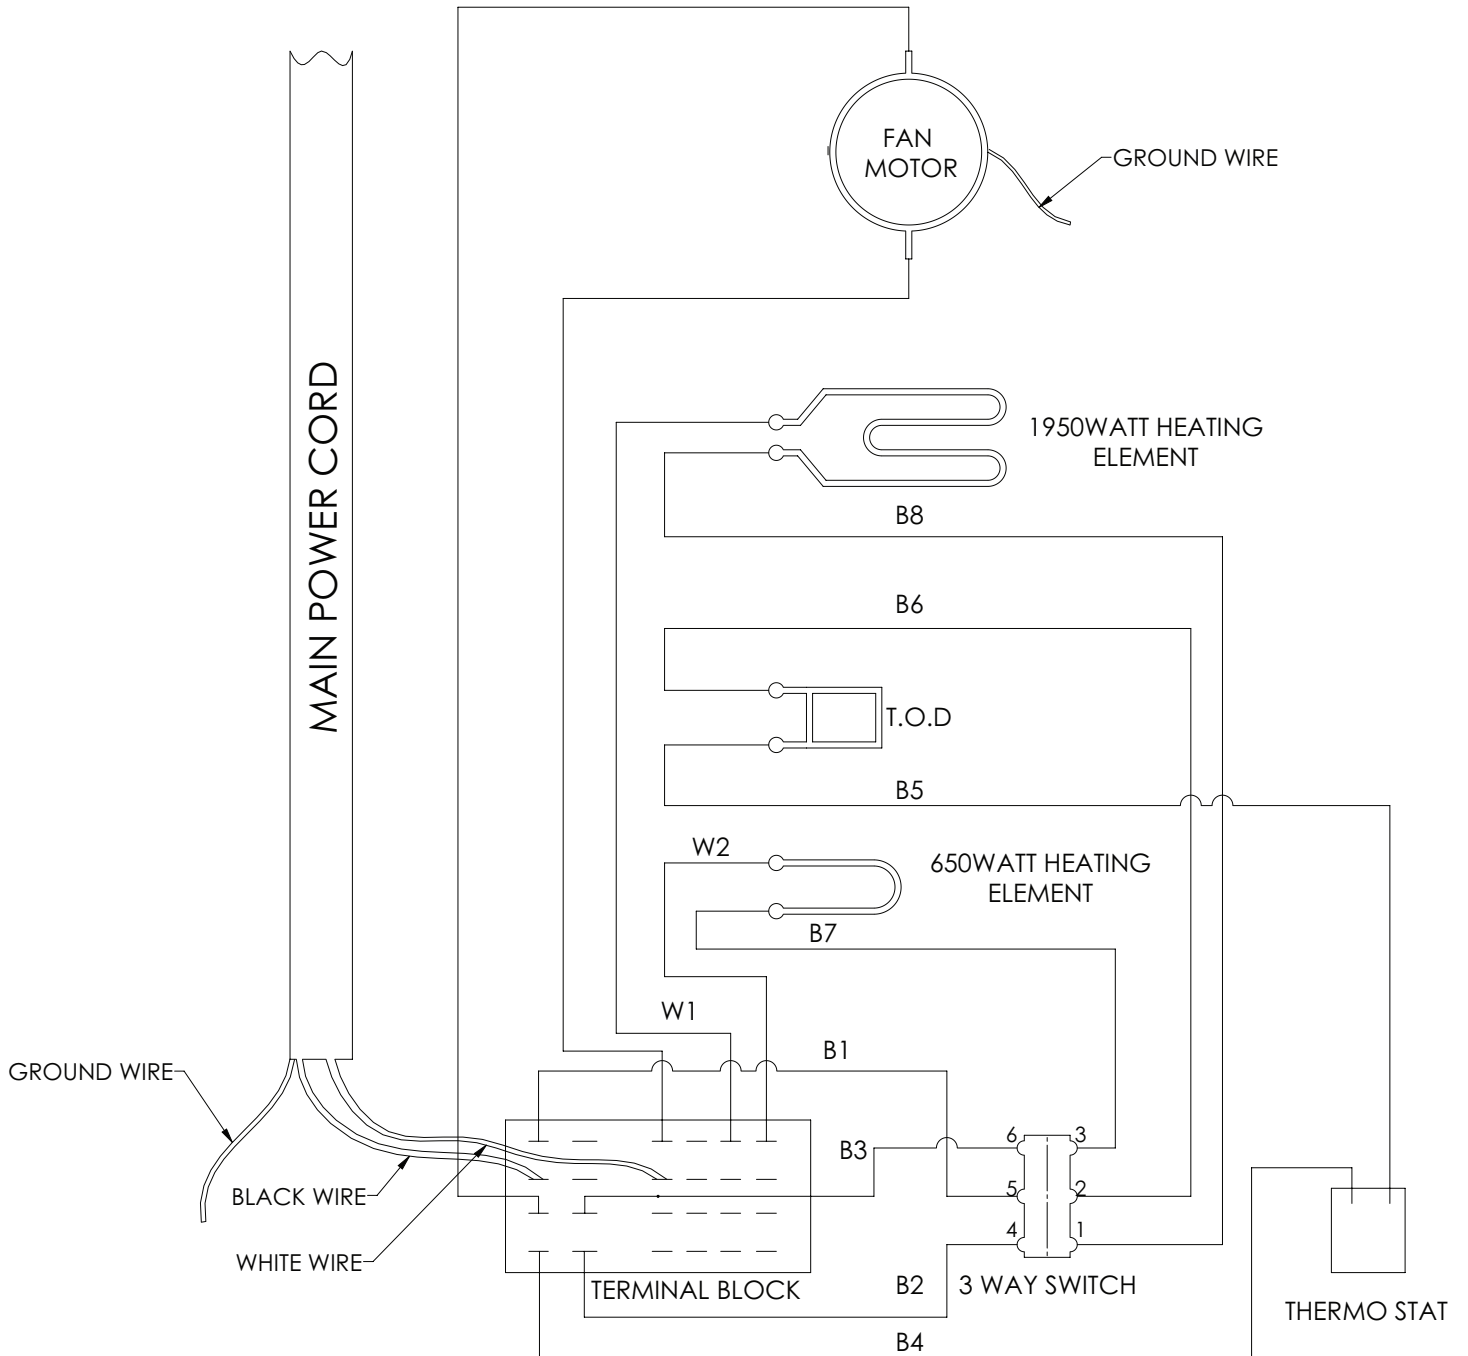 FAN
MOTOR
GROUND WIRE
MAIN POWER CORD
1950WATT HEATING
ELEMENT
B8
B6
T.O.D
B5
W2
650WATT HEATING
ELEMENT
B7
W1
B1
GROUND WIRE
B3
6
3
BLACK WIRE
5
2
WHITE WIRE
4
1
TERMINAL BLOCK
B2
3 WAY SWITCH
THERMO STAT
B4